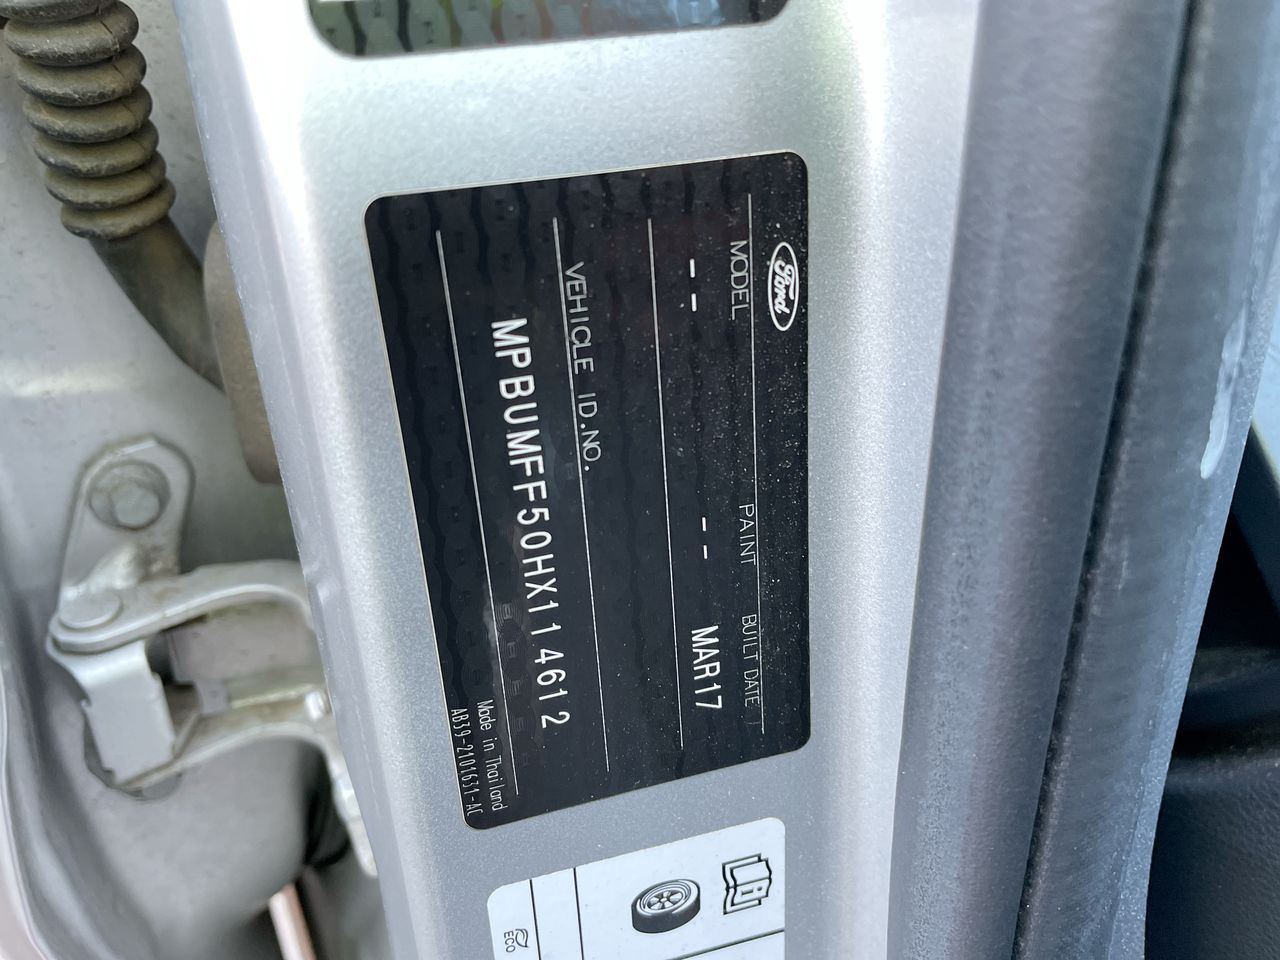 Ford
MODEL PAINT BUILT DATE
-- -- MAR17
VEHICLE ID.NO.
MPBUMFF50HX114612
Made in Thailand
AB39-2101631-AC
ECO